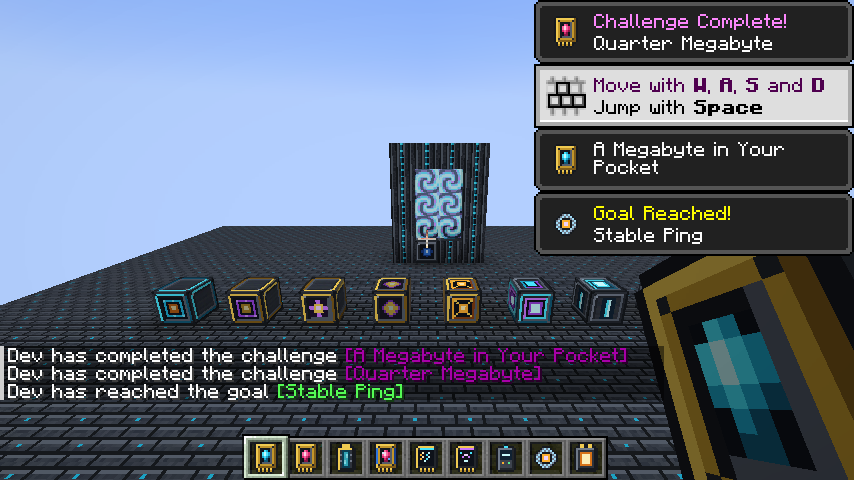 Challenge Complete!
Quarter Megabyte
Move with W, A, S and D
Jump with Space
A Megabyte in Your
Pocket
Goal Reached!
Stable Ping
Dev has completed the challenge [A Megabyte in Your Pocket]
Dev has completed the challenge [Quarter Megabyte]
Dev has reached the goal [Stable Ping]